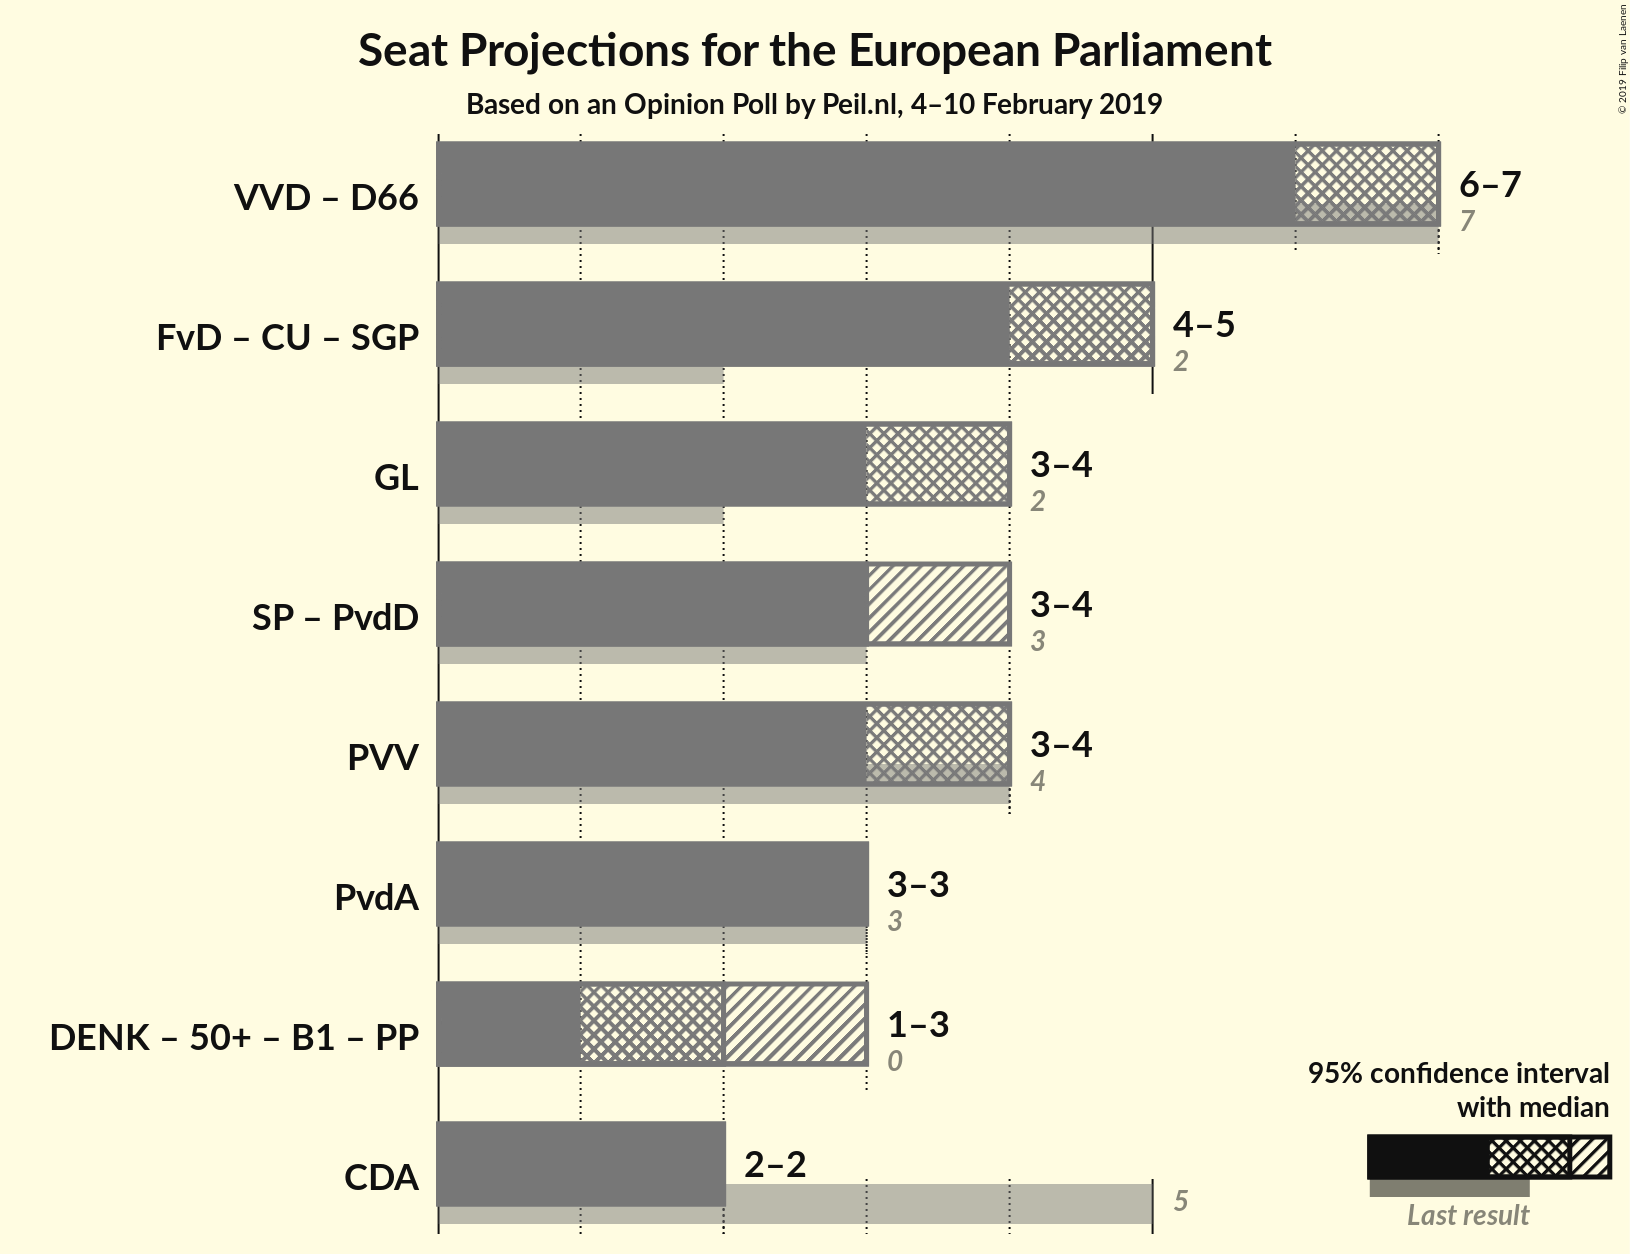 Seat Projections for the European Parliament
Based on an Opinion Poll by Peil.nl, 4–10 February 2019
© 2019 Filip van Laenen
VVD – D66
6–7
7
FvD – CU – SGP
4–5
2
GL
3–4
2
SP – PvdD
3–4
3
PVV
3–4
4
PvdA
3–3
3
DENK – 50+ – B1 – PP
1–3
0
CDA
2–2
5
95% confidence interval
with median
Last result